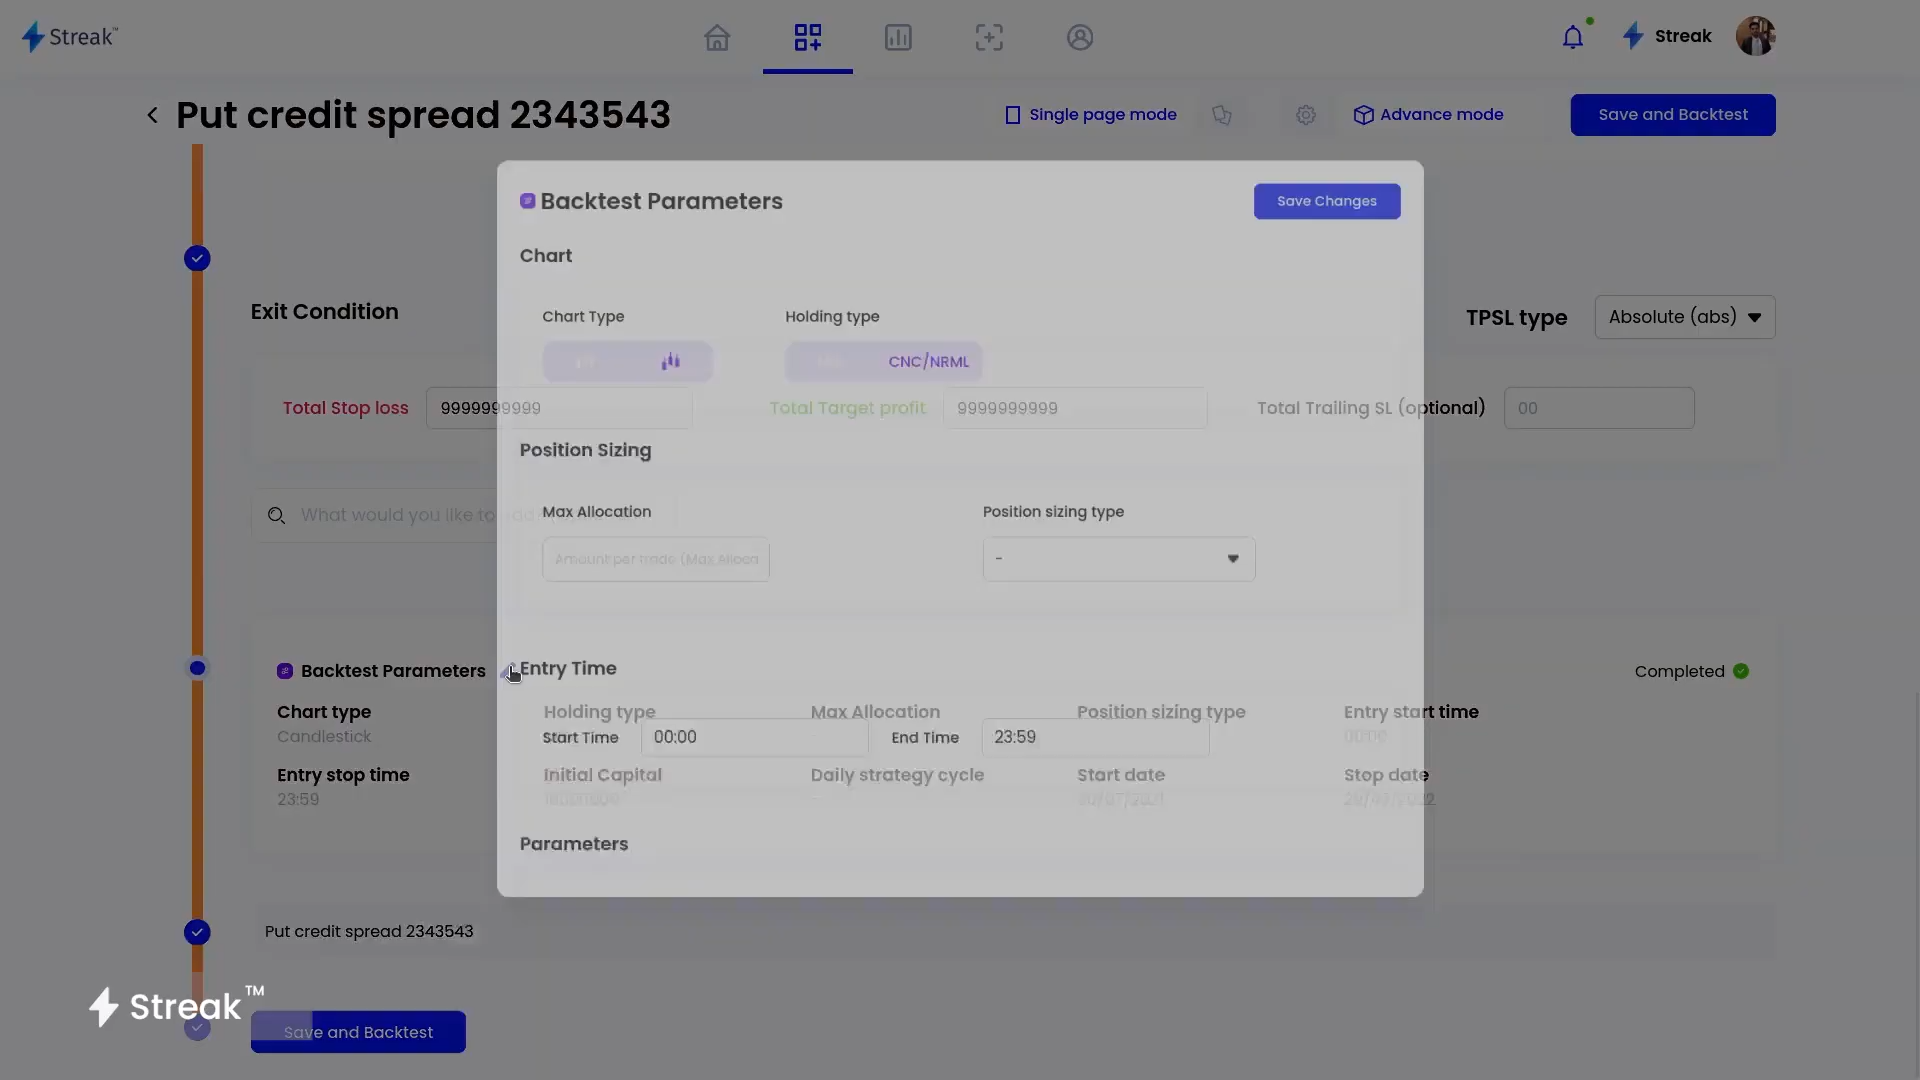 Streak™
Streak
Put credit spread 2343543
Single page mode
Advance mode
Save and Backtest
Backtest Parameters
Save Changes
Chart
Chart Type
Holding type
CNC/NRML
Exit Condition
TPSL type
Absolute (abs)
Total Stop loss
9999999999
Total Target profit
9999999999
Total Trailing SL (optional)
00
Position Sizing
What would you like to
Max Allocation
Position sizing type
Amount per trade (Max Alloca
-
Entry Time
Backtest Parameters
Completed
Chart type
Holding type
Max Allocation
Position sizing type
Entry start time
Candlestick
00:00
Start Time
00:00
End Time
23:59
Entry stop time
Initial Capital
Daily strategy cycle
Start date
Stop date
23:59
Parameters
Put credit spread 2343543
Streak™
Save and Backtest